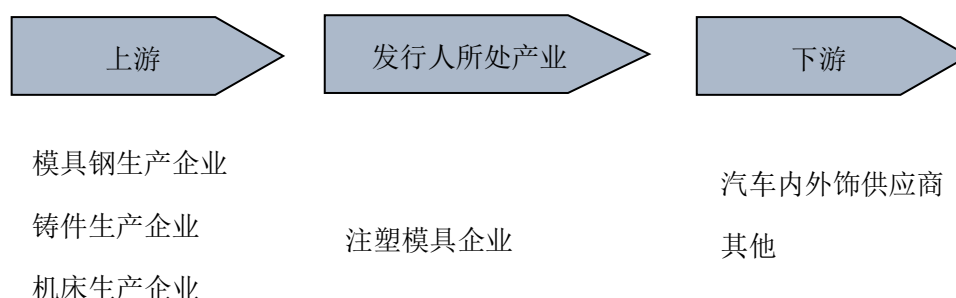 上游
发行人所处产业
下游
模具钢生产企业
铸件生产企业
机床生产企业
注塑模具企业
汽车内外饰供应商
其他